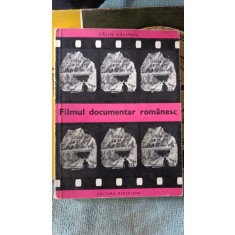 CĂLIN CĂLIMAN
Filmul documentar românesc
EDITURA MERIDIANE